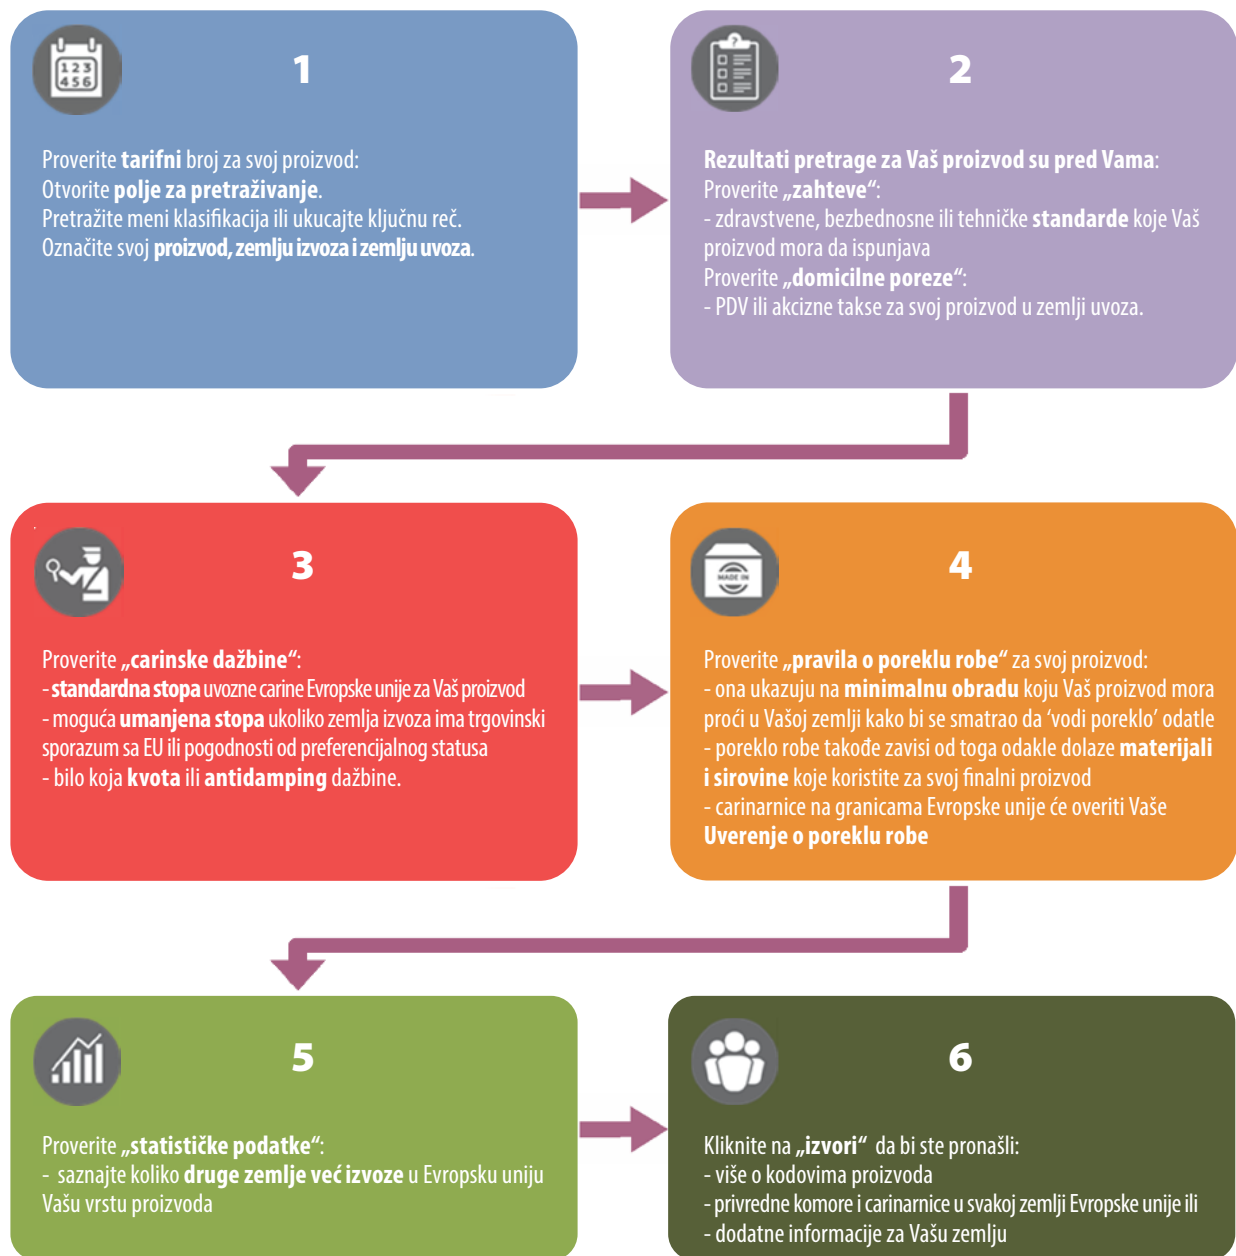 1
Proverite tarifni broj za svoj proizvod:
Otvorite polje za pretraživanje.
Pretražite meni klasifikacija ili ukucajte ključnu reč.
Označite svoj proizvod, zemlju izvoza i zemlju uvoza.
2
Rezultati pretrage za Vaš proizvod su pred Vama:
Proverite „zahteve“:
- zdravstvene, bezbednosne ili tehničke standarde koje Vaš
proizvod mora da ispunjava
Proverite „domicilne poreze“:
- PDV ili akcizne takse za svoj proizvod u zemlji uvoza.
3
Proverite „carinske dažbine“:
- standardna stopa uvozne carine Evropske unije za Vaš proizvod
- moguća umanjena stopa ukoliko zemlja izvoza ima trgovinski
sporazum sa EU ili pogodnosti od preferencijalnog statusa
- bilo koja kvota ili antidamping dažbine.
MADE IN
4
Proverite „pravila o poreklu robe“ za svoj proizvod:
- ona ukazuju na minimalnu obradu koju Vaš proizvod mora
proći u Vašoj zemlji kako bi se smatrao da ‘vodi poreklo’ odatle
- poreklo robe takođe zavisi od toga odakle dolaze materijali
i sirovine koje koristite za svoj finalni proizvod
- carinarnice na granicama Evropske unije će overiti Vaše
Uverenje o poreklu robe
5
Proverite „statističke podatke“:
- saznajte koliko druge zemlje već izvoze u Evropsku uniju
Vašu vrstu proizvoda
6
Kliknite na „izvori“ da bi ste pronašli:
- više o kodovima proizvoda
- privredne komore i carinarnice u svakoj zemlji Evropske unije ili
- dodatne informacije za Vašu zemlju
1 2 3
4 5 6
?